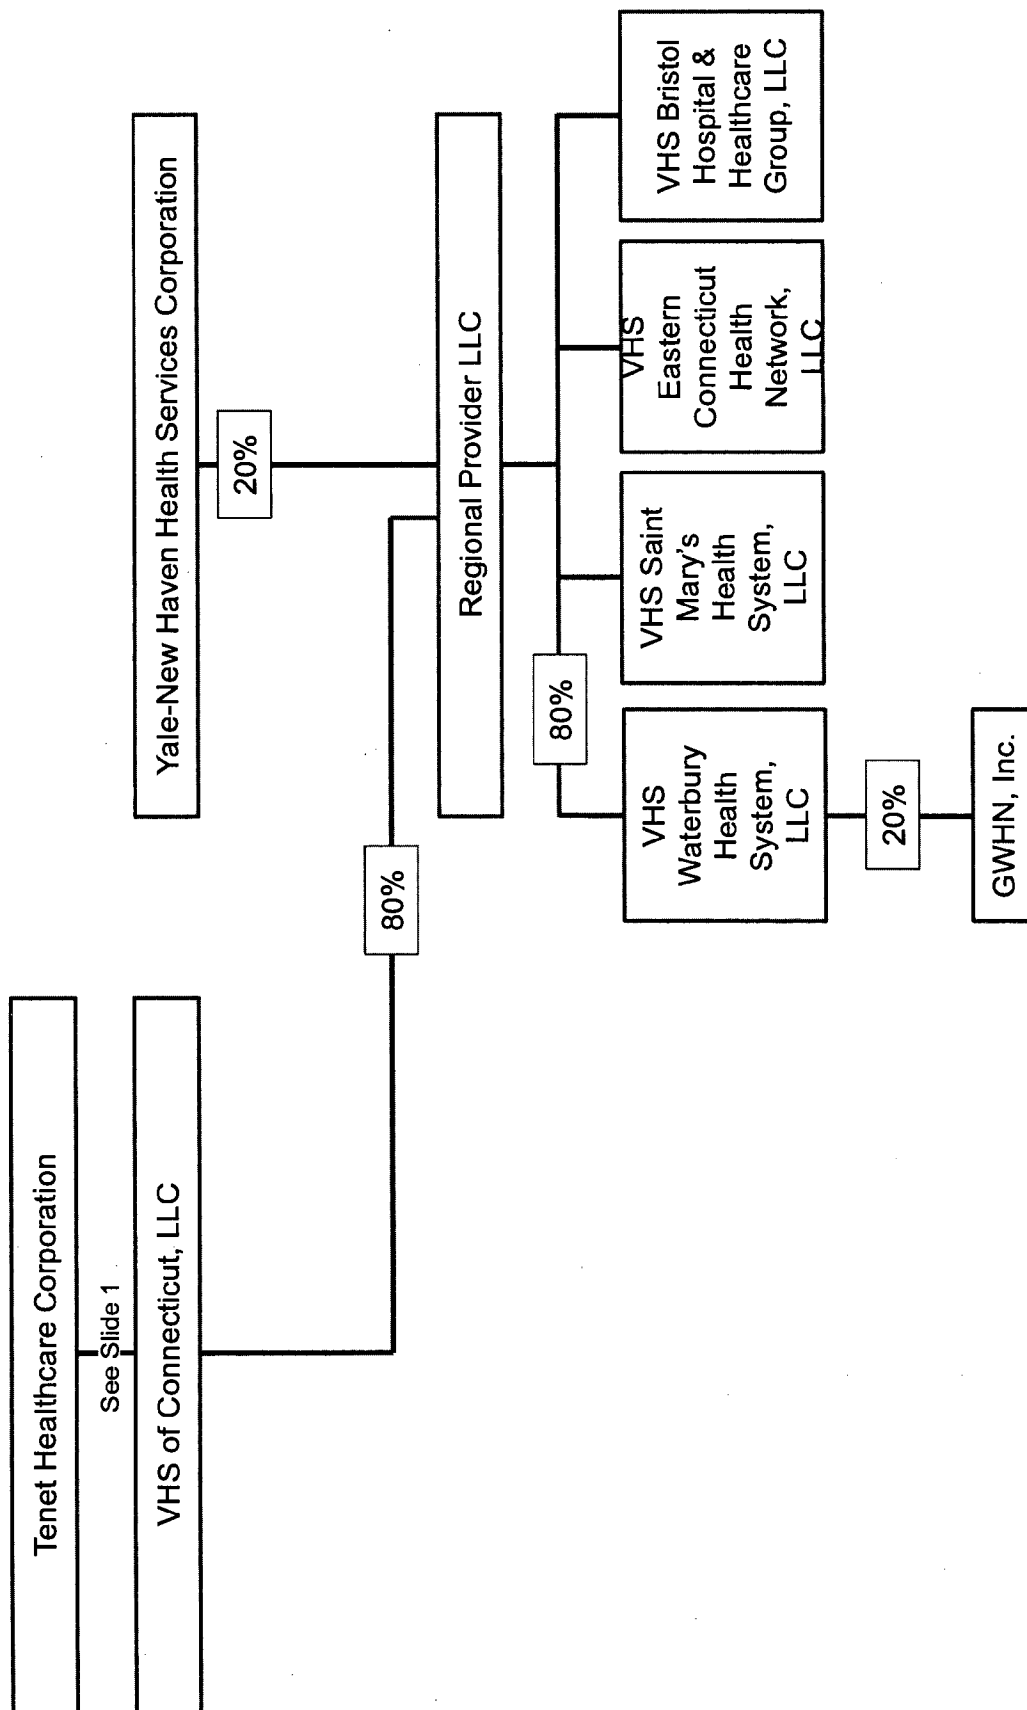 Tenet Healthcare Corporation
See Slide 1
VHS of Connecticut, LLC
Yale-New Haven Health Services Corporation
20%
80%
Regional Provider LLC
80%
VHS
Waterbury
Health
System,
LLC
VHS Saint
Mary's
Health
System,
LLC
VHS
Eastern
Connecticut
Health
Network,
LLC
VHS Bristol
Hospital &
Healthcare
Group, LLC
20%
GWHN, Inc.